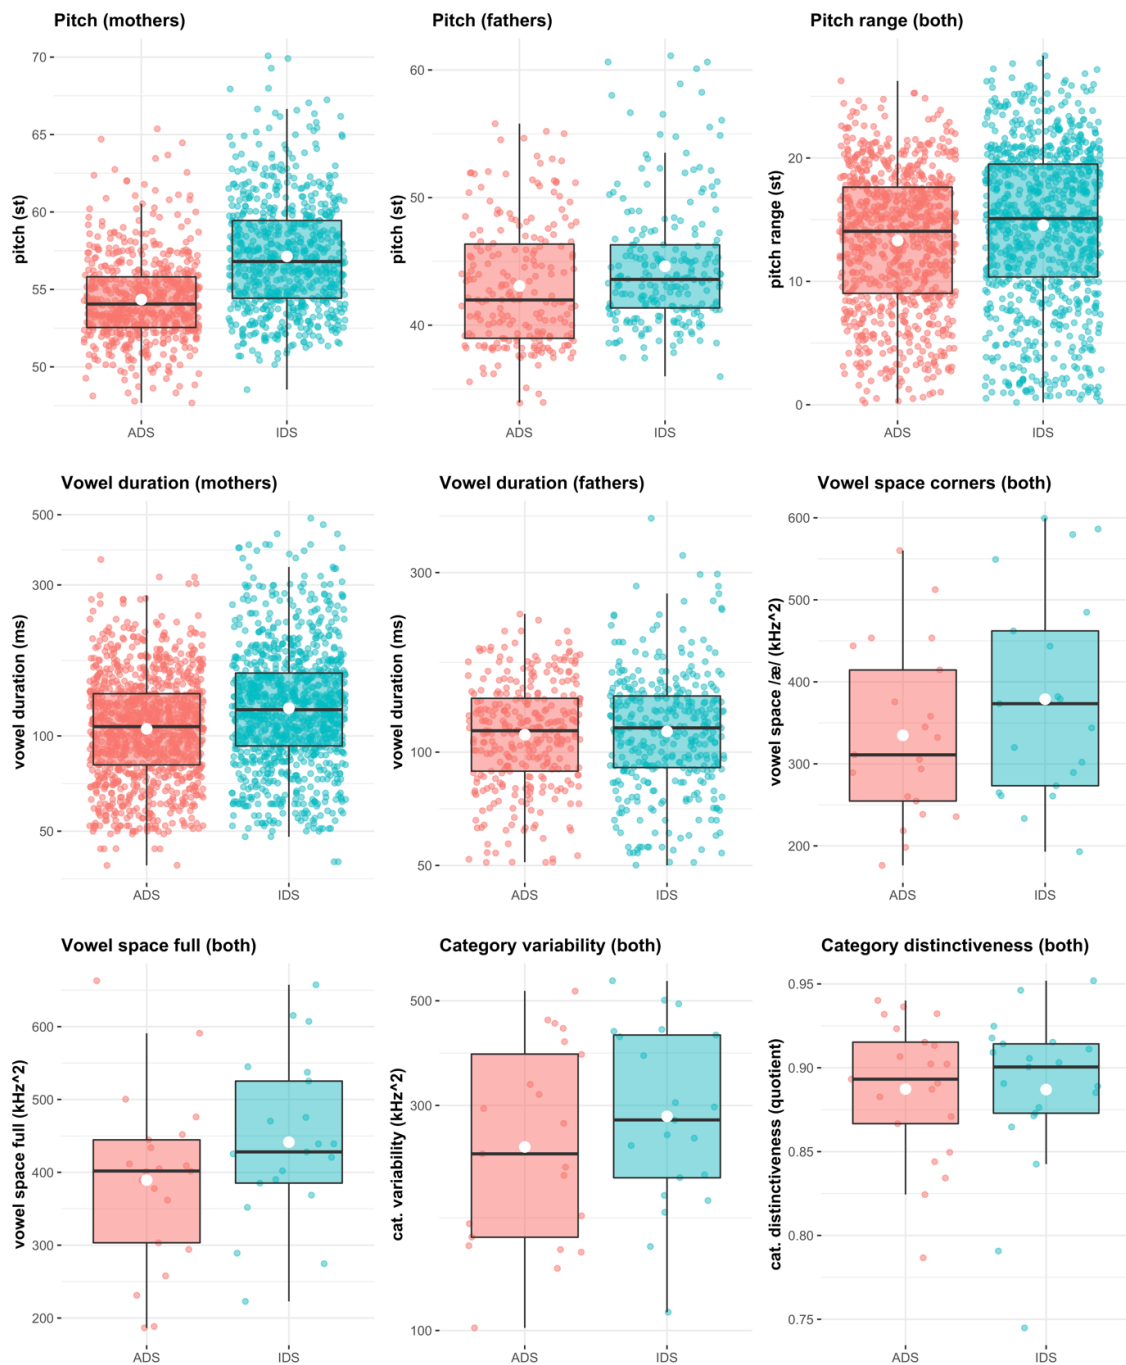 Pitch (mothers)
pitch (st)
70
65
60
55
50
ADS IDS
Pitch (fathers)
pitch (st)
60
50
40
ADS IDS
Pitch range (both)
pitch range (st)
20
10
0
ADS IDS
Vowel duration (mothers)
vowel duration (ms)
500
300
100
50
ADS IDS
Vowel duration (fathers)
vowel duration (ms)
300
100
50
ADS IDS
Vowel space corners (both)
vowel space /æ/ (kHz^2)
600
500
400
300
200
ADS IDS
Vowel space full (both)
vowel space full (kHz^2)
600
500
400
300
200
ADS IDS
Category variability (both)
cat. variability (kHz^2)
500
300
100
ADS IDS
Category distinctiveness (both)
cat. distinctiveness (quotient)
0.95
0.90
0.85
0.80
0.75
ADS IDS